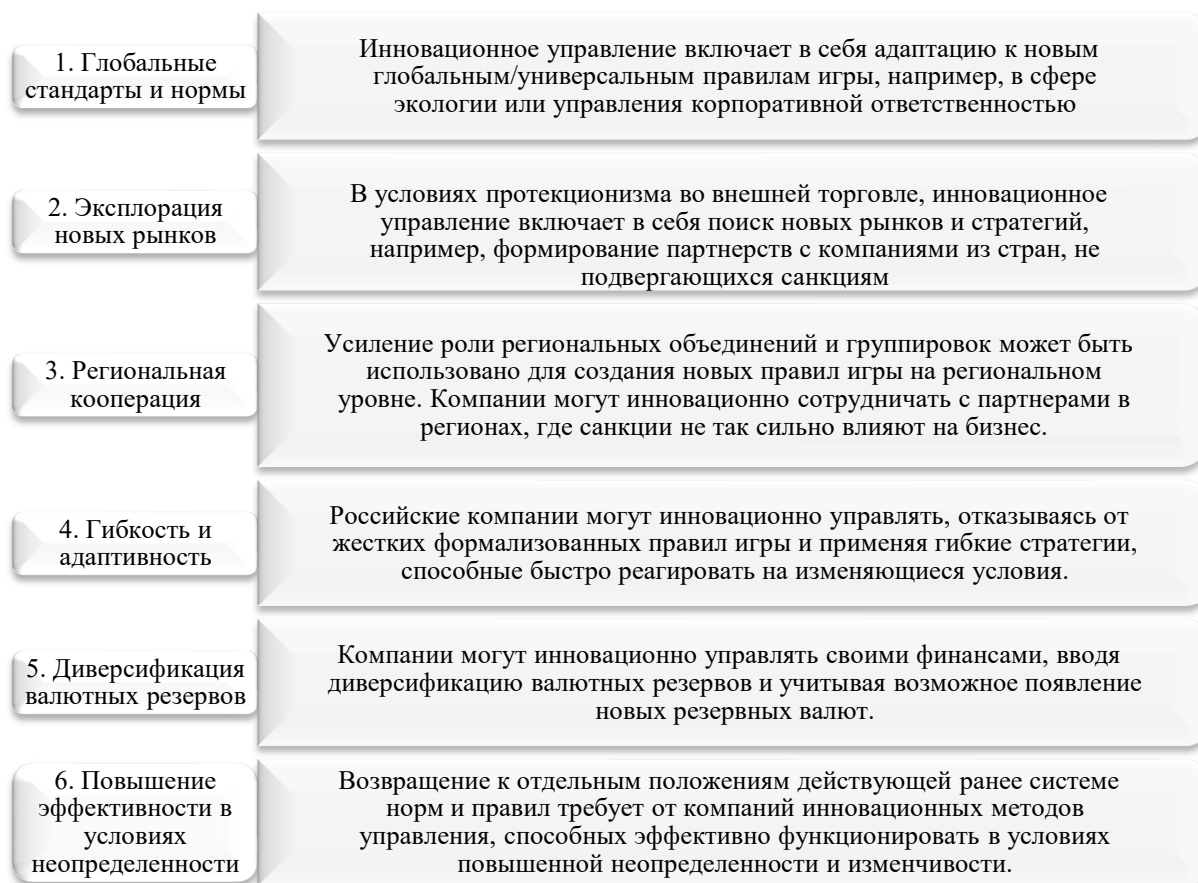 1. Глобальные
стандарты и нормы
Инновационное управление включает в себя адаптацию к новым
глобальным/универсальным правилам игры, например, в сфере
экологии или управления корпоративной ответственностью
2. Эксплорация
новых рынков
В условиях протекционизма во внешней торговле, инновационное
управление включает в себя поиск новых рынков и стратегий,
например, формирование партнерств с компаниями из стран, не
подвергающихся санкциям
3. Региональная
кооперация
Усиление роли региональных объединений и группировок может быть
использовано для создания новых правил игры на региональном
уровне. Компании могут инновационно сотрудничать с партнерами в
регионах, где санкции не так сильно влияют на бизнес.
4. Гибкость и
адаптивность
Российские компании могут инновационно управлять, отказываясь от
жестких формализованных правил игры и применяя гибкие стратегии,
способные быстро реагировать на изменяющиеся условия.
5. Диверсификация
валютных резервов
Компании могут инновационно управлять своими финансами, вводя
диверсификацию валютных резервов и учитывая возможное появление
новых резервных валют.
6. Повышение
эффективности в
условиях
неопределенности
Возвращение к отдельным положениям действующей ранее системе
норм и правил требует от компаний инновационных методов
управления, способных эффективно функционировать в условиях
повышенной неопределенности и изменчивости.